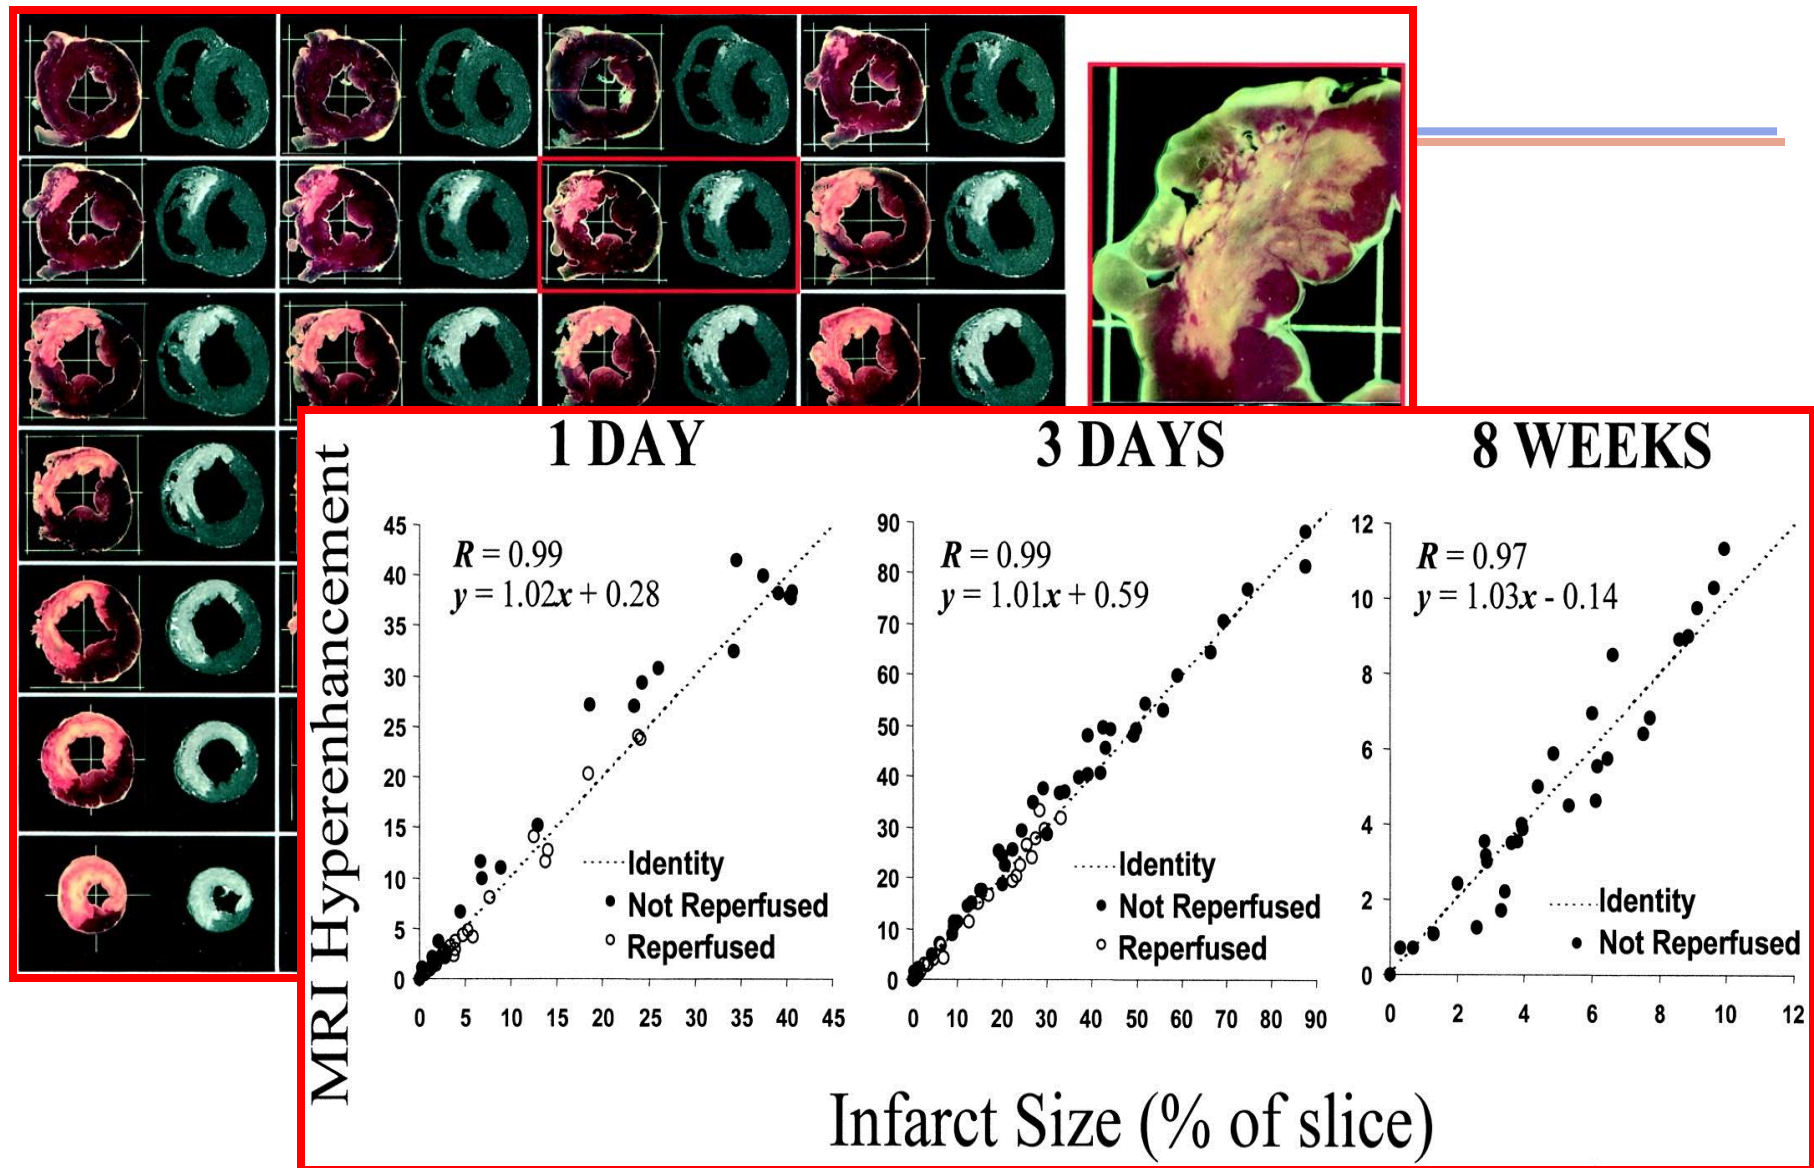 1 DAY
3 DAYS
8 WEEKS
MRI Hyperenhancement
45
40
35
30
25
20
15
10
5
0
R = 0.99
y = 1.02x + 0.28
Identity
Not Reperfused
Reperfused
0 5 10 15 20 25 30 35 40 45
90
80
70
60
50
40
30
20
10
0
R = 0.99
y = 1.01x + 0.59
Identity
Not Reperfused
Reperfused
0 10 20 30 40 50 60 70 80 90
12
10
8
6
4
2
0
R = 0.97
y = 1.03x - 0.14
Identity
Not Reperfused
0 2 4 6 8 10 12
Infarct Size (% of slice)